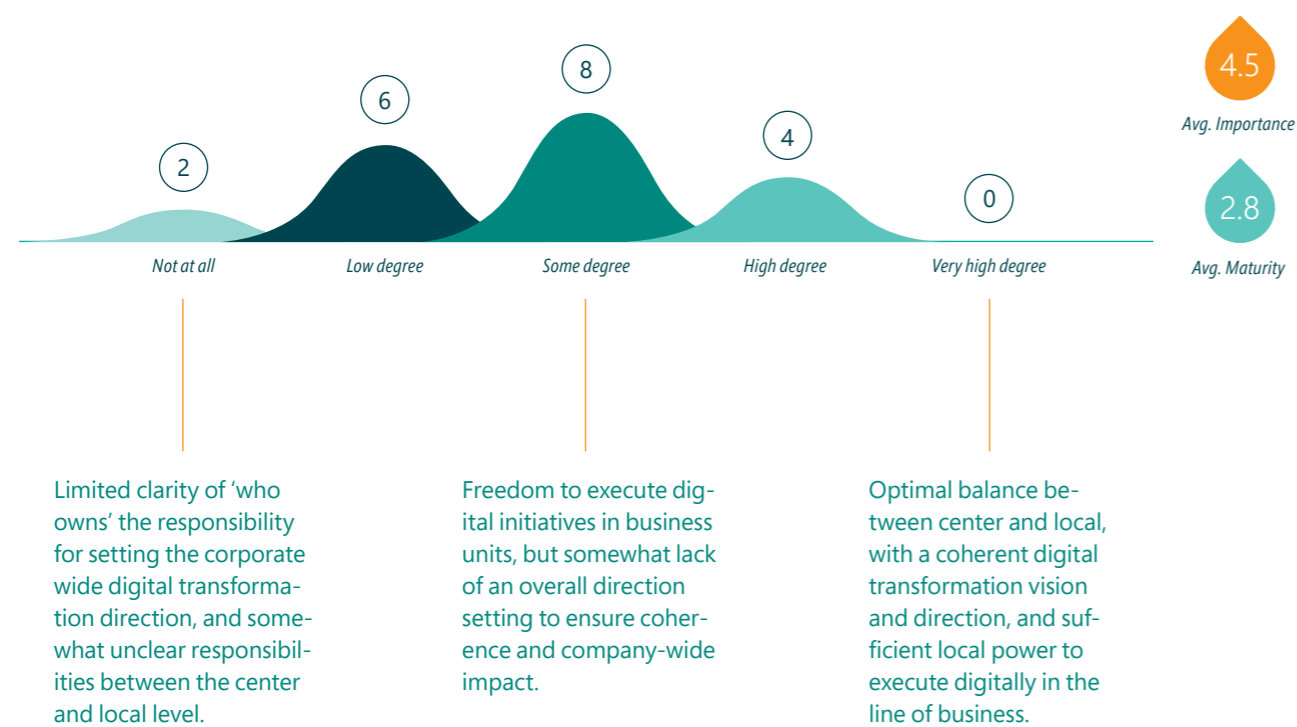 4.5
8
6
Avg. Importance
4
2
0
2.8
Not at all
Low degree
Some degree
High degree
Very high degree
Avg. Maturity
Limited clarity of ‘who
owns’ the responsibility
for setting the corporate
wide digital transforma-
tion direction, and some-
what unclear responsibil-
ities between the center
and local level.
Freedom to execute dig-
ital initiatives in business
units, but somewhat lack
of an overall direction
setting to ensure coher-
ence and company-wide
impact.
Optimal balance be-
tween center and local,
with a coherent digital
transformation vision
and direction, and suf-
ficient local power to
execute digitally in the
line of business.